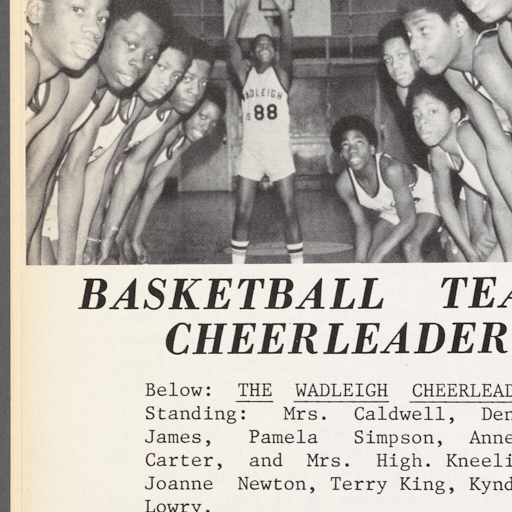 WADLEIGH
88
BASKETBALL TEA
CHEERLEADER
Below: THE WADLEIGH CHEERLEAD
Standing: Mrs. Caldwell, Den
James, Pamela Simpson, Anne
Carter, and Mrs. High. Kneeli
Joanne Newton, Terry King, Kynd
Lowry.